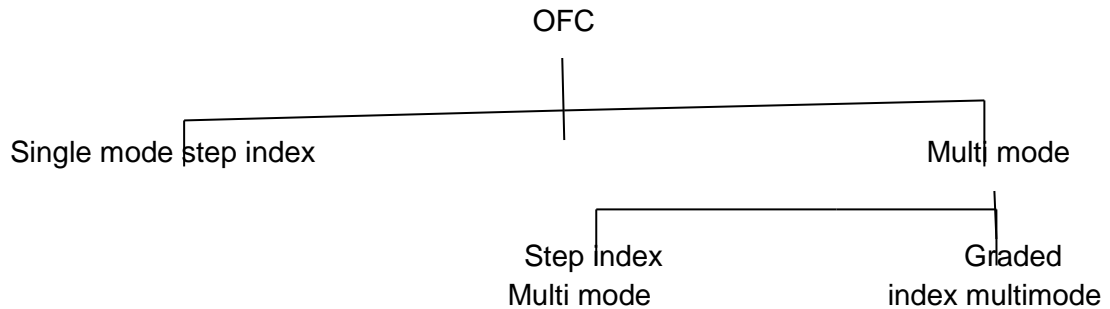 OFC
Single mode step index
Multi mode
Step index
Multi mode
Graded
index multimode